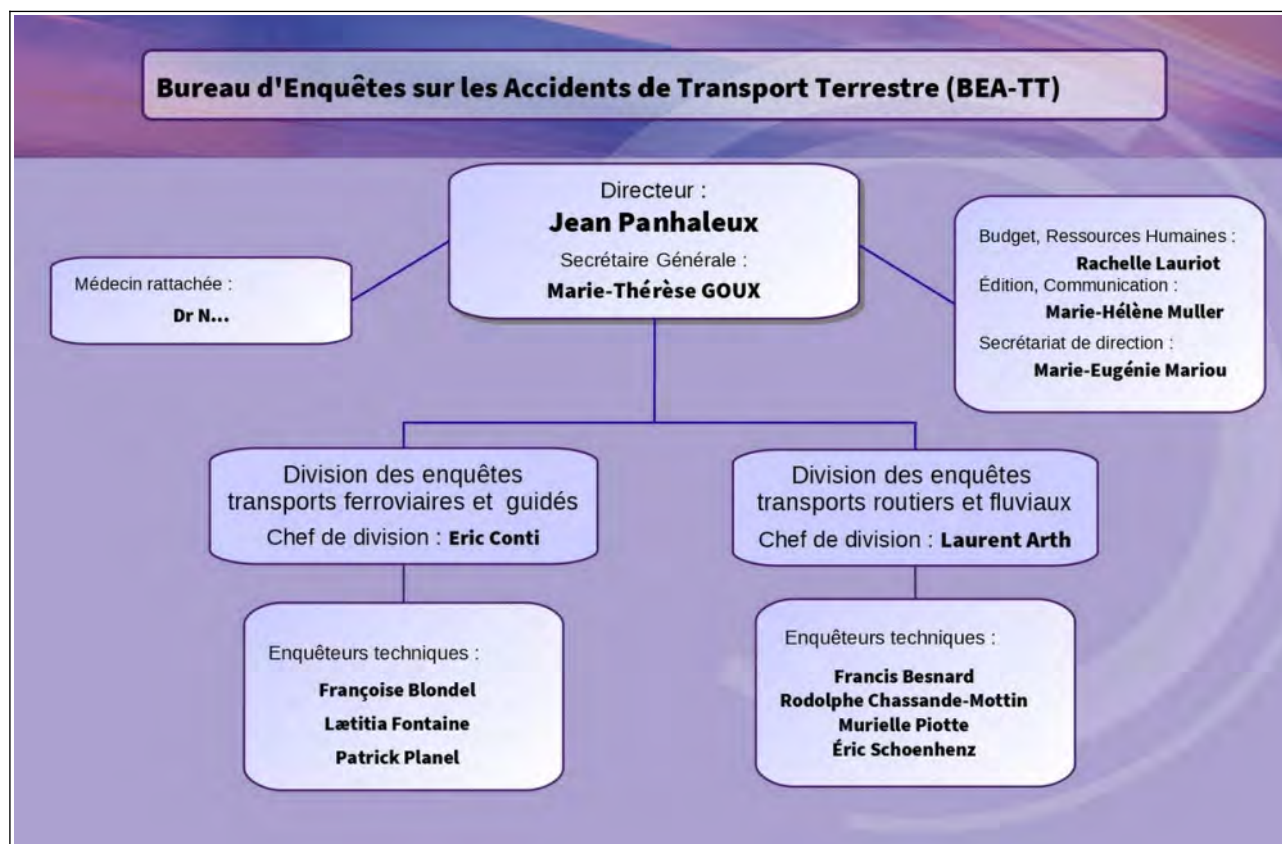 Bureau d'Enquêtes sur les Accidents de Transport Terrestre (BEA-TT)
Directeur :
Jean Panhaleux
Secrétaire Générale :
Marie-Thérèse GOUX
Médecin rattachée :
Dr N...
Budget, Ressources Humaines :
Rachelle Lauriot
Édition, Communication :
Marie-Hélène Muller
Secrétariat de direction :
Marie-Eugénie Mariou
Division des enquêtes
transports ferroviaires et guidés
Chef de division : Eric Conti
Division des enquêtes
transports routiers et fluviaux
Chef de division : Laurent Arth
Enquêteurs techniques :
Françoise Blondel
Lætitia Fontaine
Patrick Planel
Enquêteurs techniques :
Francis Besnard
Rodolphe Chassande-Mottin
Murielle Piotte
Éric Schoenhenz